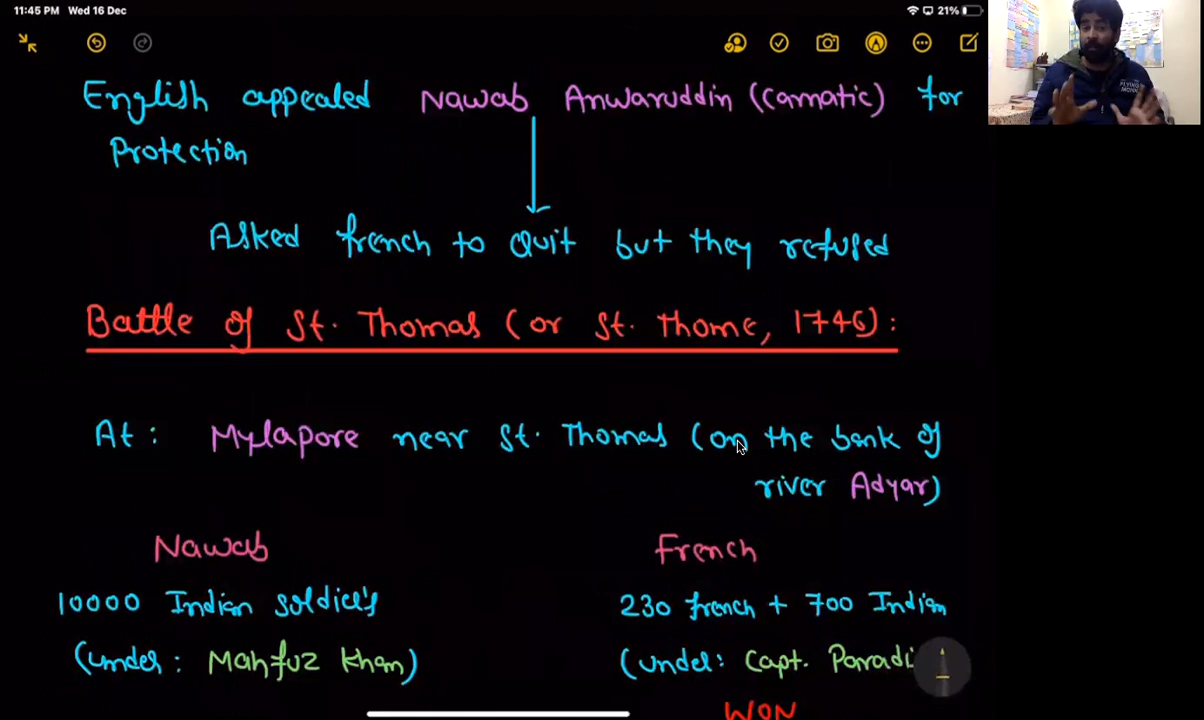 11:45 PM Wed 16 Dec 21%
English appealed Nawab Anwaruddin (Carnatic) for
Protection
Asked french to Quit but they refused
Battle of St. Thomas (or St. Thome, 1746):
At: Mylapore near St. Thomas (on the bank of
river Adyar)
Nawab French
10000 Indian soldier's 230 french + 700 Indian
(under: Mahfuz Khan) (under: Capt. Paradi
WON